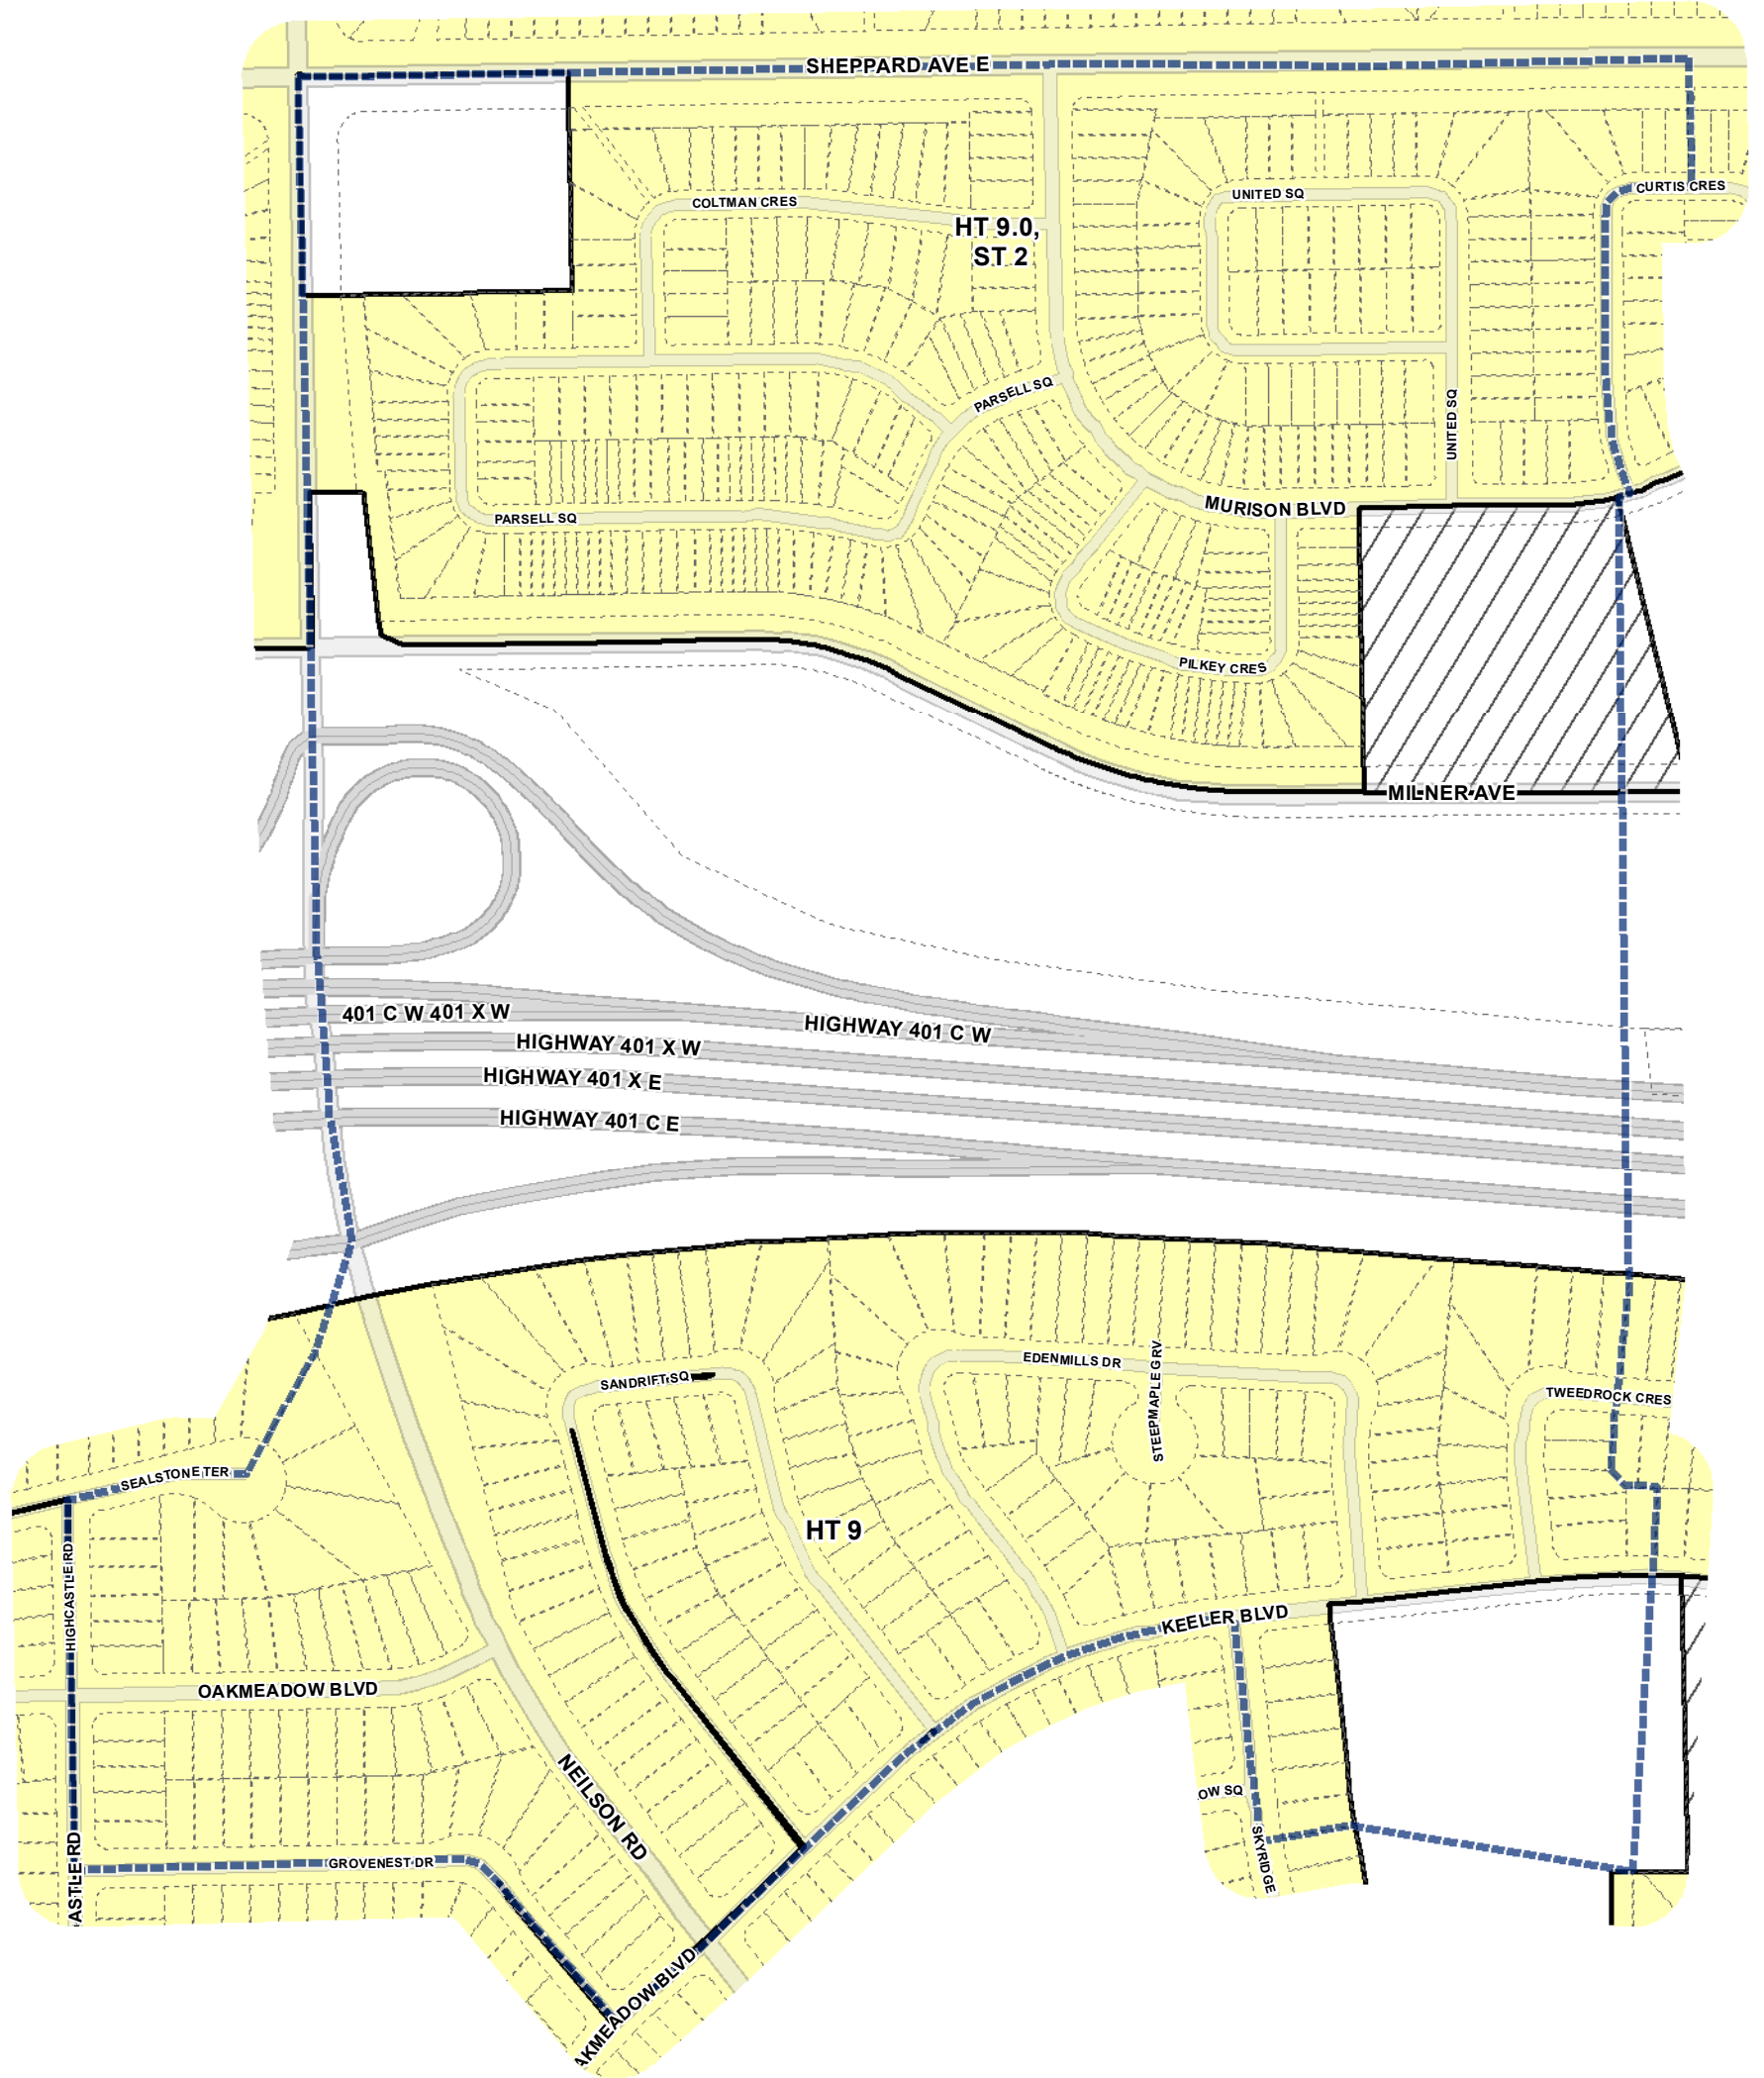 SHEPPARD AVE E
CURTIS CRES
UNITED SQ
COLTMAN CRES
HT 9.0,
ST 2
PARSELL SQ
UNITED SQ
MURISON BLVD
PARSELL SQ
PILKEY CRES
MILNER AVE
401 C W 401 X W
HIGHWAY 401 C W
HIGHWAY 401 X W
HIGHWAY 401 X E
HIGHWAY 401 C E
EDENMILLS DR
STEEPMAPLE GRV
SANDRIFT SQ
TWEEDROCK CRES
SEALSTONE TER
HT 9
HIGHCASTLE RD
KEELER BLVD
OAKMEADOW BLVD
NEILSON RD
OW SQ
SKYRIDGE
GROVENEST DR
ASTLE RD
AKMEADOW BLVD